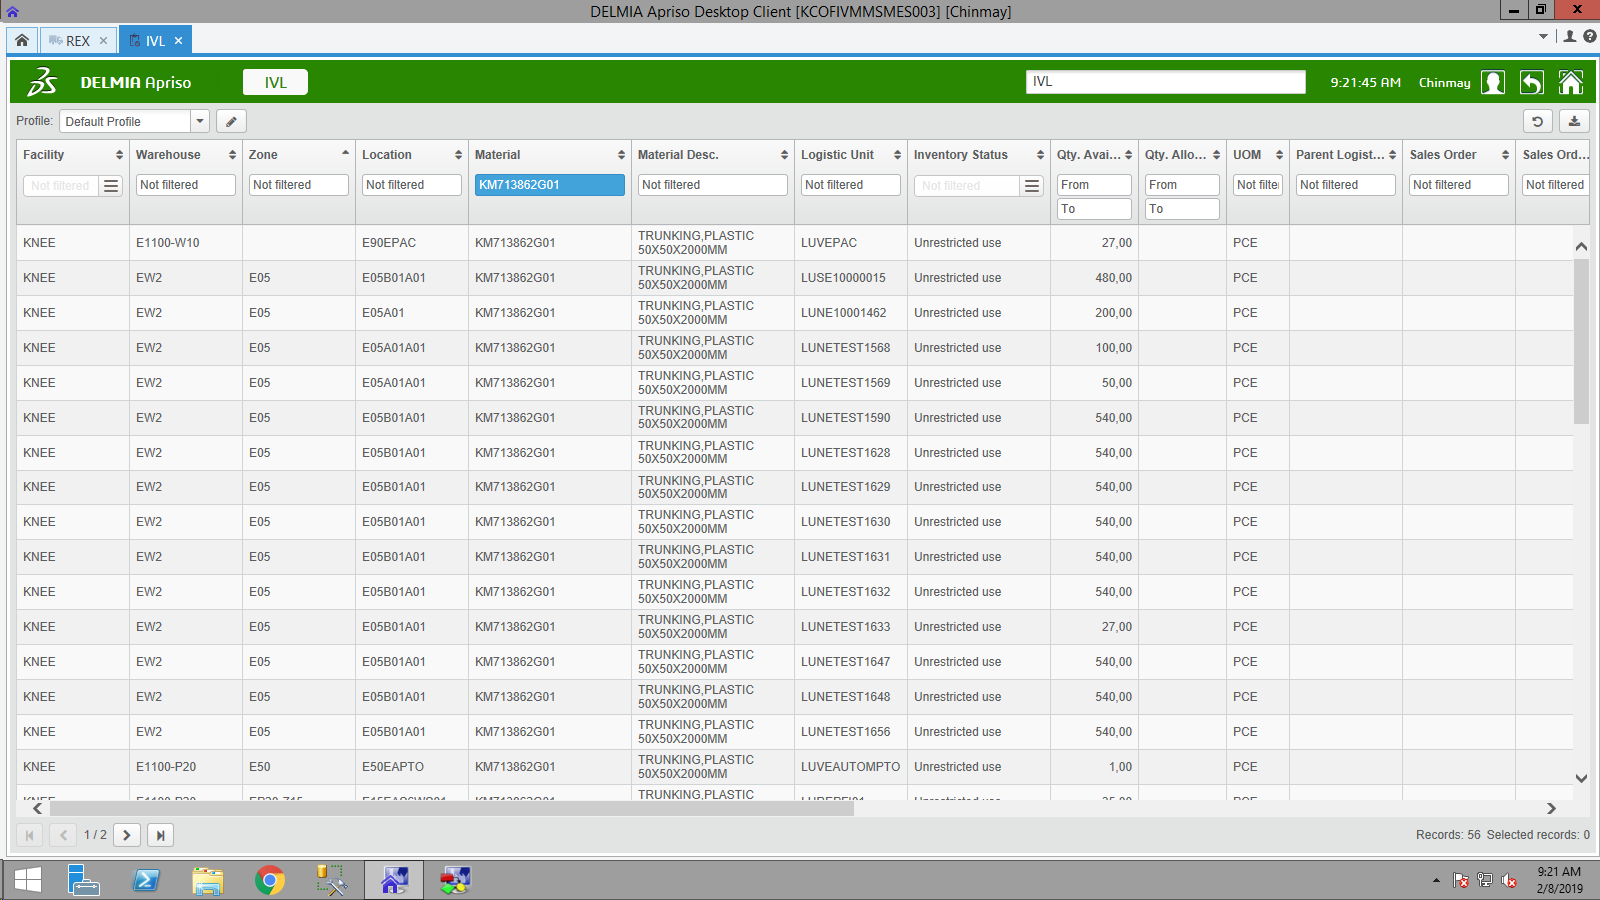 DELMIA Apriso Desktop Client [KCOFIVMMSMES003] [Chinmay]
REX IVL
DELMIA Apriso IVL IVL 9:21:45 AM Chinmay
Profile: Default Profile
Facility Warehouse Zone Location Material Material Desc. Logistic Unit Inventory Status Qty. Avai... Qty. Allo... UOM Parent Logist... Sales Order Sales Ord...
Not filtered Not filtered Not filtered Not filtered KM713862G01 Not filtered Not filtered Not filtered From From Not filte Not filtered Not filtered Not filtered
To To
KNEE E1100-W10 E90EPAC KM713862G01 TRUNKING,PLASTIC 50X50X2000MM LUVEPAC Unrestricted use 27,00 PCE
KNEE EW2 E05 E05B01A01 KM713862G01 TRUNKING,PLASTIC 50X50X2000MM LUSE10000015 Unrestricted use 480,00 PCE
KNEE EW2 E05 E05A01 KM713862G01 TRUNKING,PLASTIC 50X50X2000MM LUNE10001462 Unrestricted use 200,00 PCE
KNEE EW2 E05 E05A01A01 KM713862G01 TRUNKING,PLASTIC 50X50X2000MM LUNETEST1568 Unrestricted use 100,00 PCE
KNEE EW2 E05 E05A01A01 KM713862G01 TRUNKING,PLASTIC 50X50X2000MM LUNETEST1569 Unrestricted use 50,00 PCE
KNEE EW2 E05 E05B01A01 KM713862G01 TRUNKING,PLASTIC 50X50X2000MM LUNETEST1590 Unrestricted use 540,00 PCE
KNEE EW2 E05 E05B01A01 KM713862G01 TRUNKING,PLASTIC 50X50X2000MM LUNETEST1628 Unrestricted use 540,00 PCE
KNEE EW2 E05 E05B01A01 KM713862G01 TRUNKING,PLASTIC 50X50X2000MM LUNETEST1629 Unrestricted use 540,00 PCE
KNEE EW2 E05 E05B01A01 KM713862G01 TRUNKING,PLASTIC 50X50X2000MM LUNETEST1630 Unrestricted use 540,00 PCE
KNEE EW2 E05 E05B01A01 KM713862G01 TRUNKING,PLASTIC 50X50X2000MM LUNETEST1631 Unrestricted use 540,00 PCE
KNEE EW2 E05 E05B01A01 KM713862G01 TRUNKING,PLASTIC 50X50X2000MM LUNETEST1632 Unrestricted use 540,00 PCE
KNEE EW2 E05 E05B01A01 KM713862G01 TRUNKING,PLASTIC 50X50X2000MM LUNETEST1633 Unrestricted use 27,00 PCE
KNEE EW2 E05 E05B01A01 KM713862G01 TRUNKING,PLASTIC 50X50X2000MM LUNETEST1647 Unrestricted use 540,00 PCE
KNEE EW2 E05 E05B01A01 KM713862G01 TRUNKING,PLASTIC 50X50X2000MM LUNETEST1648 Unrestricted use 540,00 PCE
KNEE EW2 E05 E05B01A01 KM713862G01 TRUNKING,PLASTIC 50X50X2000MM LUNETEST1656 Unrestricted use 540,00 PCE
KNEE E1100-P20 E50 E50EAPTO KM713862G01 TRUNKING,PLASTIC 50X50X2000MM LUVEAUTOMPTO Unrestricted use 1,00 PCE
KNEE KM713862G01 TRUNKING,PLASTIC Unrestricted use PCE
1 / 2 Records: 56 Selected records: 0
9:21 AM
2/8/2019